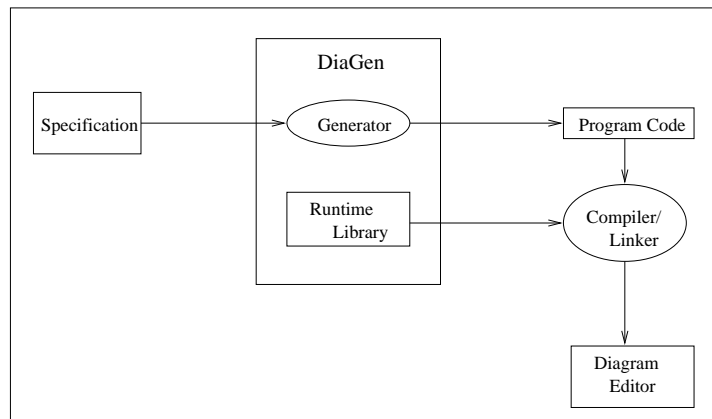 DiaGen
Specification
Generator
Program Code
Runtime
Library
Compiler/
Linker
Diagram
Editor